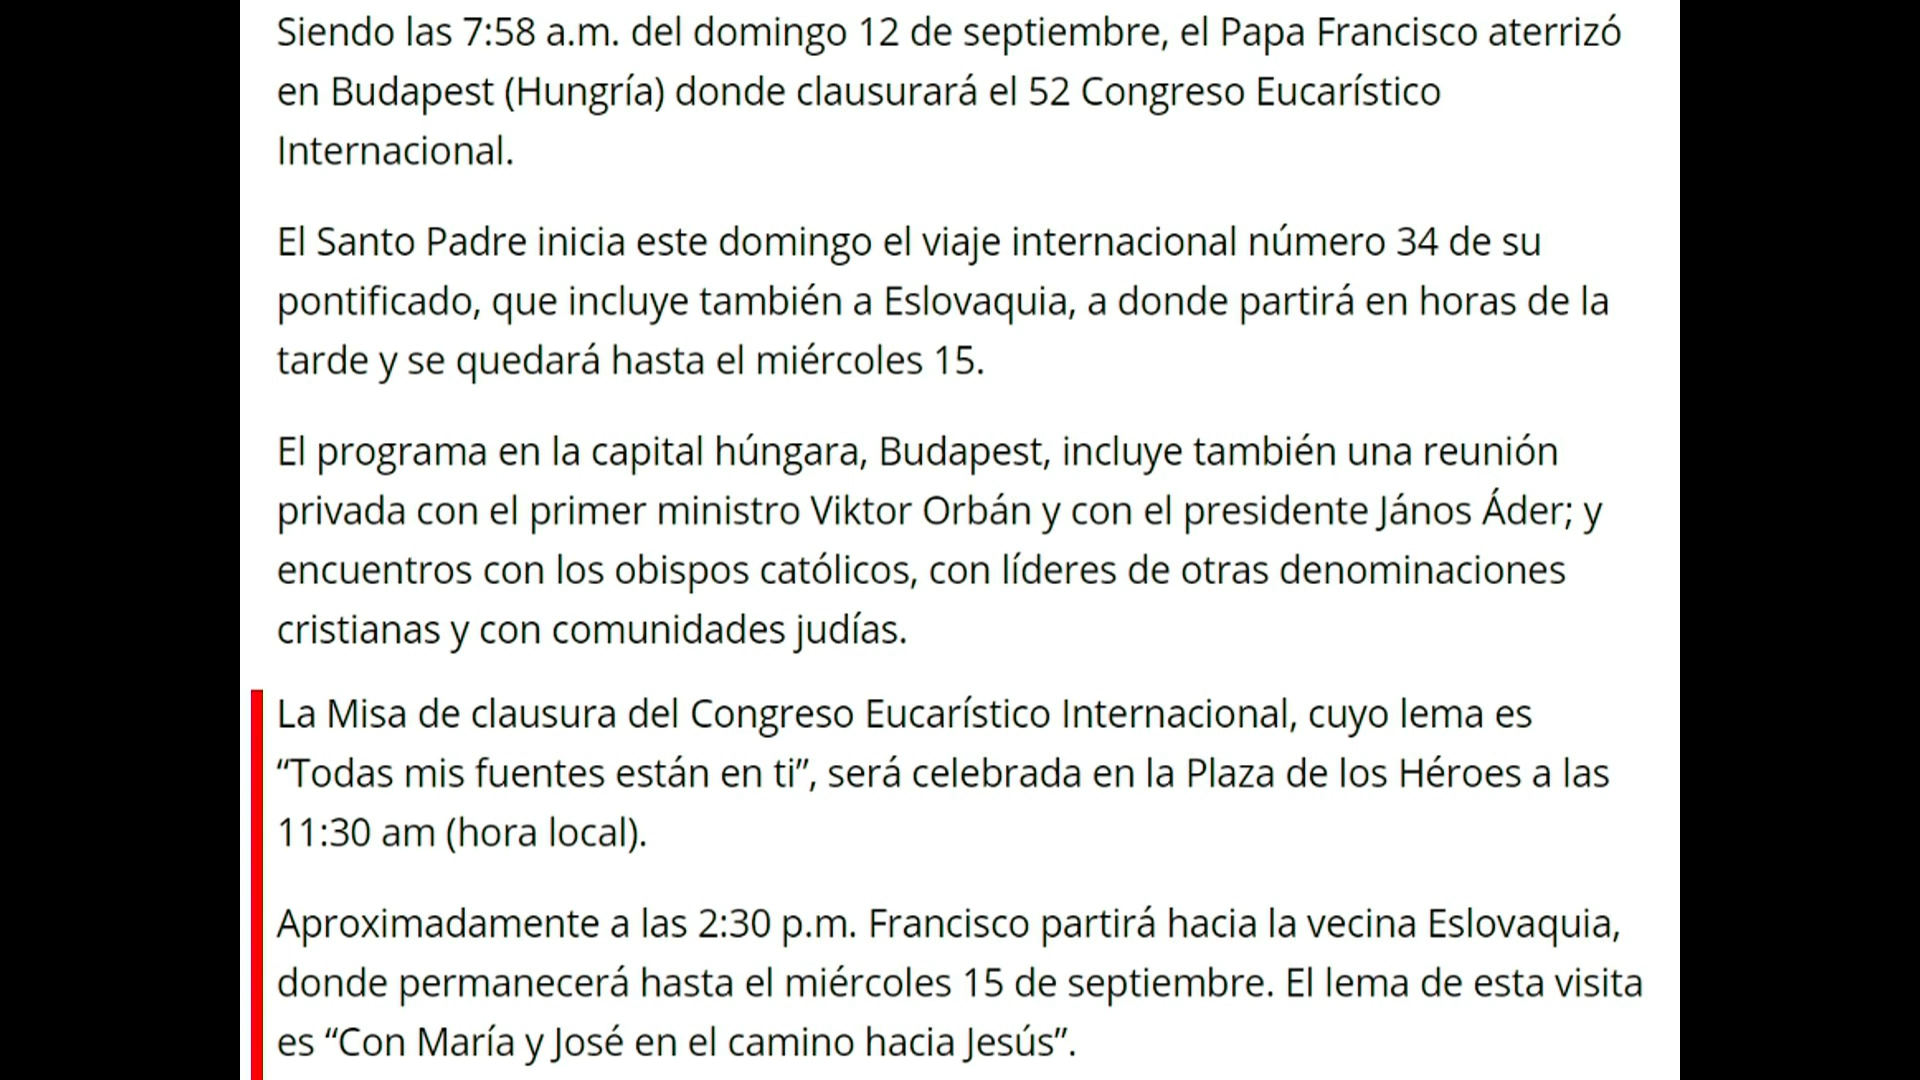 Siendo las 7:58 a.m. del domingo 12 de septiembre, el Papa Francisco aterrizó
en Budapest (Hungría) donde clausurará el 52 Congreso Eucarístico
Internacional.
El Santo Padre inicia este domingo el viaje internacional número 34 de su
pontificado, que incluye también a Eslovaquia, a donde partirá en horas de la
tarde y se quedará hasta el miércoles 15.
El programa en la capital húngara, Budapest, incluye también una reunión
privada con el primer ministro Viktor Orbán y con el presidente János Áder; y
encuentros con los obispos católicos, con líderes de otras denominaciones
cristianas y con comunidades judías.
La Misa de clausura del Congreso Eucarístico Internacional, cuyo lema es
“Todas mis fuentes están en ti”, será celebrada en la Plaza de los Héroes a las
11:30 am (hora local).
Aproximadamente a las 2:30 p.m. Francisco partirá hacia la vecina Eslovaquia,
donde permanecerá hasta el miércoles 15 de septiembre. El lema de esta visita
es “Con María y José en el camino hacia Jesús”.